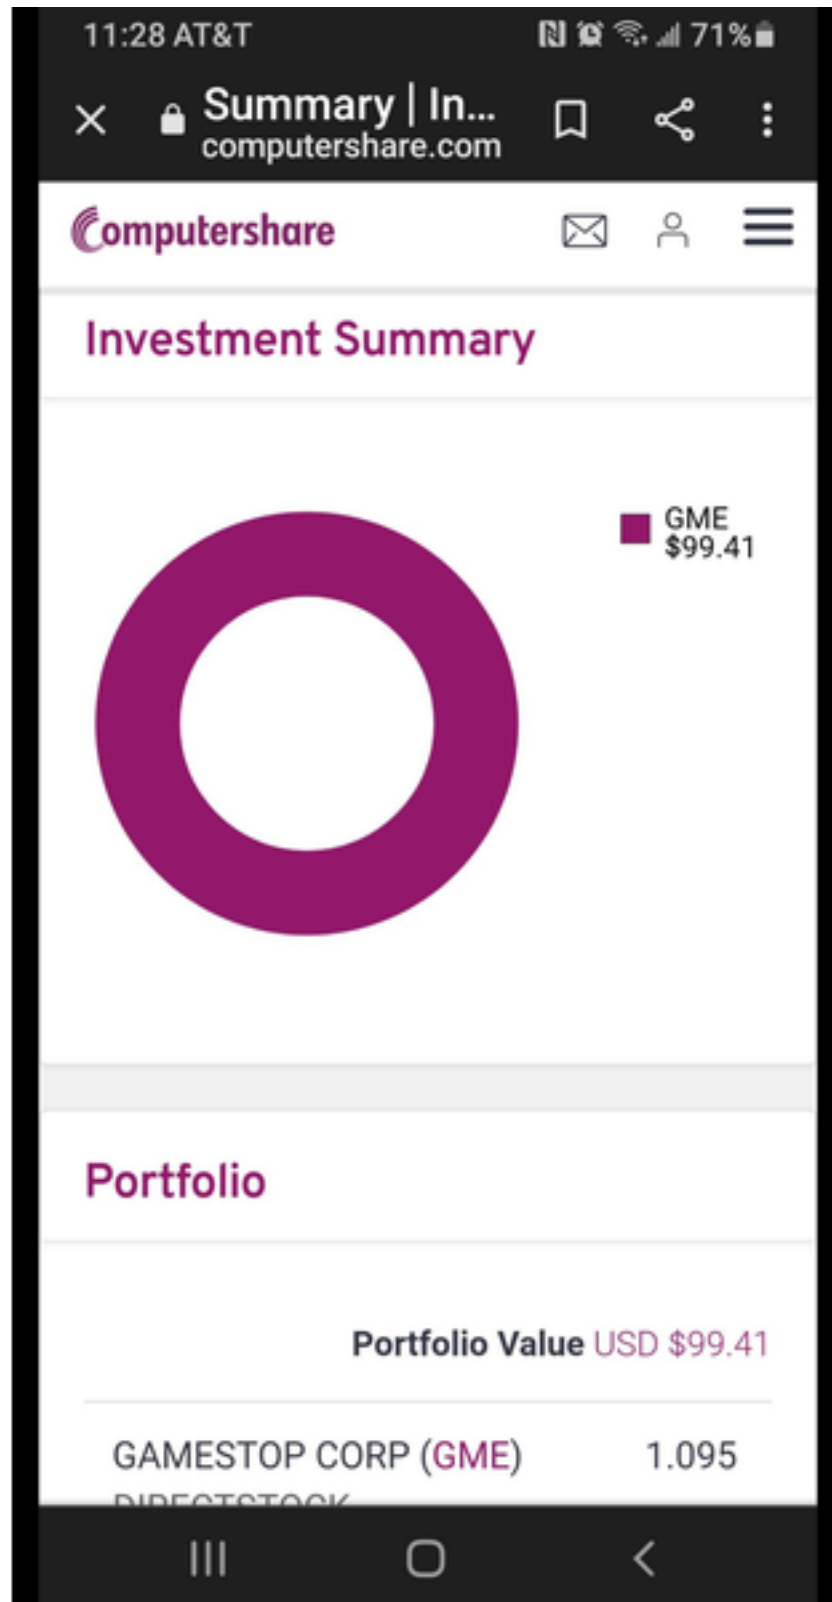 11:28 AT&T 71%
Summary | In...
computershare.com
Computershare
Investment Summary
GME
$99.41
Portfolio
Portfolio Value USD $99.41
GAMESTOP CORP (GME) 1.095
DIRECTSTOCK